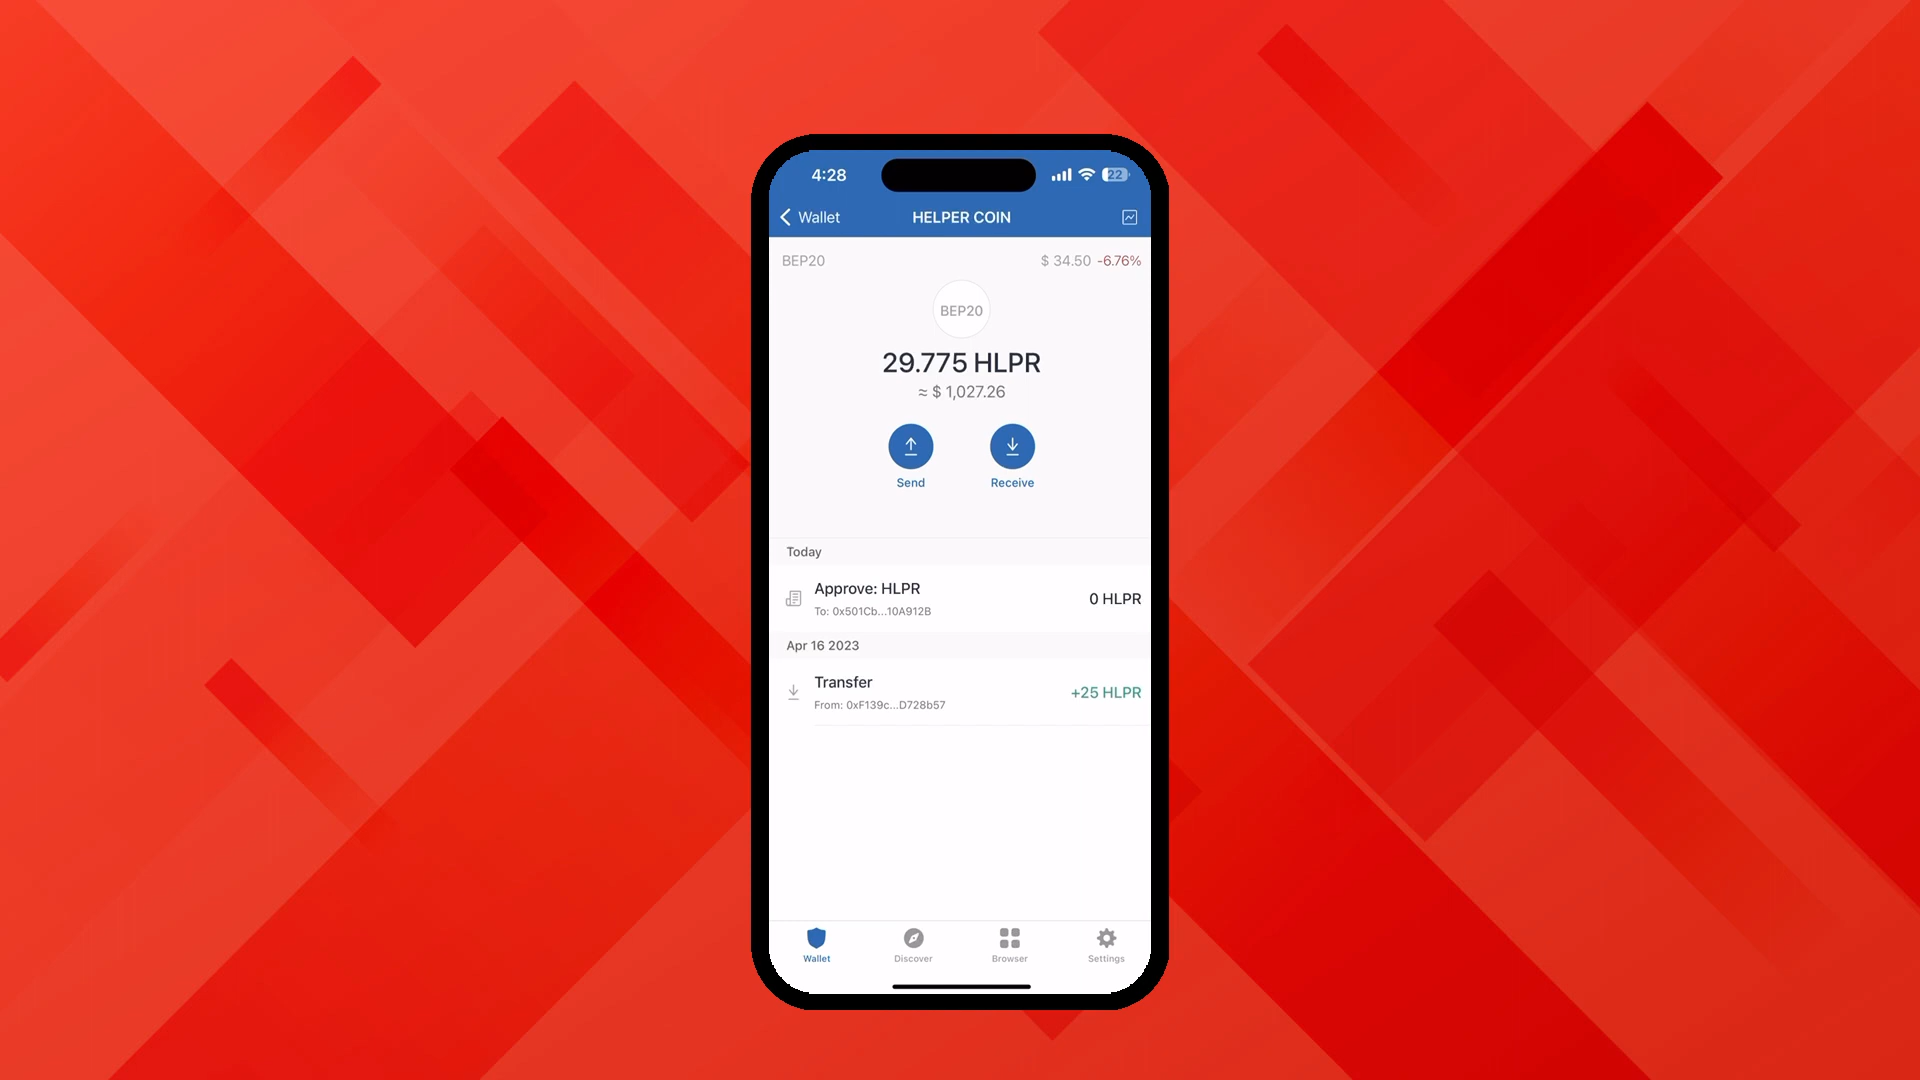 4:28
22
Wallet
HELPER COIN
BEP20
$ 34.50 -6.76%
BEP20
29.775 HLPR
≈ $ 1,027.26
Send
Receive
Today
Approve: HLPR
To: 0x501Cb...10A912B
0 HLPR
Apr 16 2023
Transfer
From: 0xF139c...D728b57
+25 HLPR
Wallet
Discover
Browser
Settings